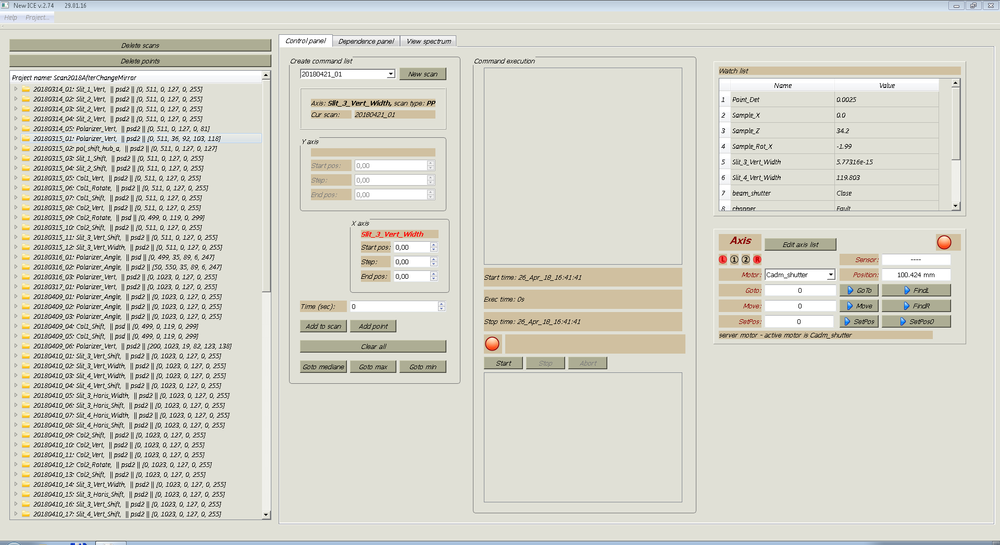 New ICE v.2.74 29.01.16
Help Project...
Delete scans
Delete points
Project name: Scan2018AfterChangeMirror
20180314_01: Slit_1_Vert, || psd2 || [0, 511, 0, 127, 0, 255]
20180314_02: Slit_2_Vert, || psd2 || [0, 511, 0, 127, 0, 255]
20180314_03: Slit_2_Vert, || psd2 || [0, 511, 0, 127, 0, 255]
20180314_04: Slit_2_Vert, || psd2 || [0, 511, 0, 127, 0, 255]
20180314_05: Polarizer_Vert, || psd2 || [0, 511, 0, 127, 0, 81]
20180315_01: Polarizer_Vert, || psd2 || [0, 511, 36, 92, 103, 118]
20180315_02: pol_shift_hub_a, || psd2 || [0, 511, 0, 127, 0, 127]
20180315_03: Slit_1_Shift, || psd2 || [0, 511, 0, 127, 0, 255]
20180315_04: Slit_2_Shift, || psd2 || [0, 511, 0, 127, 0, 255]
20180315_05: Col1_Vert, || psd2 || [0, 511, 0, 127, 0, 255]
20180315_06: Col1_Rotate, || psd2 || [0, 511, 0, 127, 0, 255]
20180315_07: Col1_Shift, || psd2 || [0, 511, 0, 127, 0, 255]
20180315_08: Col2_Vert, || psd2 || [0, 511, 0, 127, 0, 255]
20180315_09: Col2_Rotate, || psd || [0, 499, 0, 119, 0, 299]
20180315_10: Col2_Shift, || psd2 || [0, 511, 0, 127, 0, 255]
20180315_11: Slit_3_Vert_Shift, || psd2 || [0, 511, 0, 127, 0, 255]
20180315_12: Slit_3_Vert_Width, || psd2 || [0, 511, 0, 127, 0, 255]
20180316_01: Polarizer_Angle, || psd || [0, 499, 35, 89, 6, 247]
20180316_02: Polarizer_Angle, || psd2 || [50, 550, 35, 89, 6, 247]
20180316_03: Polarizer_Vert, || psd2 || [0, 1023, 0, 127, 0, 255]
20180317_01: Polarizer_Vert, || psd2 || [0, 1023, 0, 127, 0, 255]
20180409_01: Polarizer_Angle, || psd2 || [0, 1023, 0, 127, 0, 255]
20180409_02: Polarizer_Angle, || psd2 || [0, 1023, 0, 127, 0, 255]
20180409_03: Polarizer_Angle, || psd2 || [0, 1023, 0, 127, 0, 255]
20180409_04: Col1_Shift, || psd || [0, 499, 0, 119, 0, 299]
20180409_05: Col1_Shift, || psd || [0, 499, 0, 119, 0, 299]
20180409_06: Polarizer_Vert, || psd2 || [200, 1023, 19, 82, 123, 138]
20180410_01: Slit_3_Vert_Shift, || psd2 || [0, 1023, 0, 127, 0, 255]
20180410_02: Slit_3_Vert_Width, || psd2 || [0, 1023, 0, 127, 0, 255]
20180410_03: Slit_4_Vert_Width, || psd2 || [0, 1023, 0, 127, 0, 255]
20180410_04: Slit_4_Vert_Shift, || psd2 || [0, 1023, 0, 127, 0, 255]
20180410_05: Slit_3_Horis_Width, || psd2 || [0, 1023, 0, 127, 0, 255]
20180410_06: Slit_3_Horis_Shift, || psd2 || [0, 1023, 0, 127, 0, 255]
20180410_07: Slit_4_Horis_Width, || psd2 || [0, 1023, 0, 127, 0, 255]
20180410_08: Slit_4_Horis_Shift, || psd2 || [0, 1023, 0, 127, 0, 255]
20180410_09: Col2_Shift, || psd2 || [0, 1023, 0, 127, 0, 255]
20180410_10: Col2_Vert, || psd2 || [0, 1023, 0, 127, 0, 255]
20180410_11: Col2_Vert, || psd2 || [0, 1023, 0, 127, 0, 255]
20180410_12: Col2_Rotate, || psd2 || [0, 1023, 0, 127, 0, 255]
20180410_13: Col2_Shift, || psd2 || [0, 1023, 0, 127, 0, 255]
20180410_14: Slit_3_Vert_Width, || psd2 || [0, 1023, 0, 127, 0, 255]
20180410_15: Slit_3_Horis_Shift, || psd2 || [0, 1023, 0, 127, 0, 255]
20180410_16: Slit_3_Vert_Shift, || psd2 || [0, 1023, 0, 127, 0, 255]
20180410_17: Slit_4_Vert_Shift, || psd2 || [0, 1023, 0, 127, 0, 255]
Control panel Dependence panel View spectrum
Create command list
20180421_01 New scan
Axis: Slit_3_Vert_Width, scan type: PP
Cur scan: 20180421_01
Y axis
Start pos: 0,00
Step: 0,00
End pos: 0,00
X axis
Slit_3_Vert_Width
Start pos: 0,00
Step: 0,00
End pos: 0,00
Time (sec): 0
Add to scan Add point
Clear all
Goto mediane Goto max Goto min
Command execution
Start time: 26_Apr_18_16:41:41
Exec time: 0s
Stop time: 26_Apr_18_16:41:41
Start Stop Abort
Watch list
Name Value
1 Point_Det 0.0025
2 Sample_X 0.0
3 Sample_Z 34.2
4 Sample_Rot_X -1.99
5 Slit_3_Vert_Width 5.77316e-15
6 Slit_4_Vert_Width 119.803
7 beam_shutter Close
8 chopper Fault
Axis Edit axis list
L 1 2 R Sensor: ----
Motor: Cadm_shutter Position: 100.424 mm
Goto: 0 GoTo FindL
Move: 0 Move FindR
SetPos: 0 SetPos SetPos0
server motor - active motor is Cadm_shutter